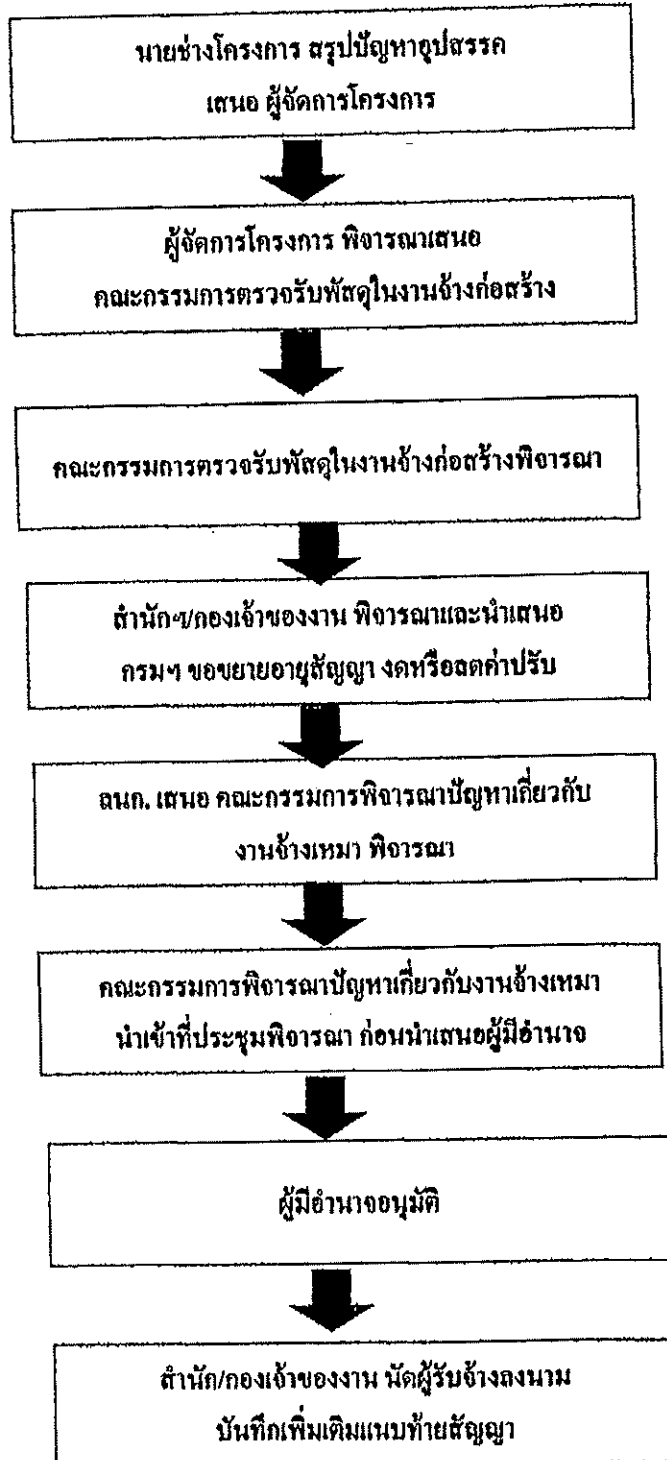 นายช่างโครงการ สรุปปัญหาอุปสรรค
เสนอ ผู้จัดการโครงการ
ผู้จัดการโครงการ พิจารณาเสนอ
คณะกรรมการตรวจรับพัสดุในงานจ้างก่อสร้าง
คณะกรรมการตรวจรับพัสดุในงานจ้างก่อสร้างพิจารณา
สำนักฯ/กองเจ้าของงาน พิจารณาและนำเสนอ
กรมฯ ขอขยายอายุสัญญา งดหรือลดค่าปรับ
ลนก. เสนอ คณะกรรมการพิจารณาปัญหาเกี่ยวกับ
งานจ้างเหมา พิจารณา
คณะกรรมการพิจารณาปัญหาเกี่ยวกับงานจ้างเหมา
นำเข้าที่ประชุมพิจารณา ก่อนนำเสนอผู้มีอำนาจ
ผู้มีอำนาจอนุมัติ
สำนัก/กองเจ้าของงาน นัดผู้รับจ้างลงนาม
บันทึกเพิ่มเติมแนบท้ายสัญญา